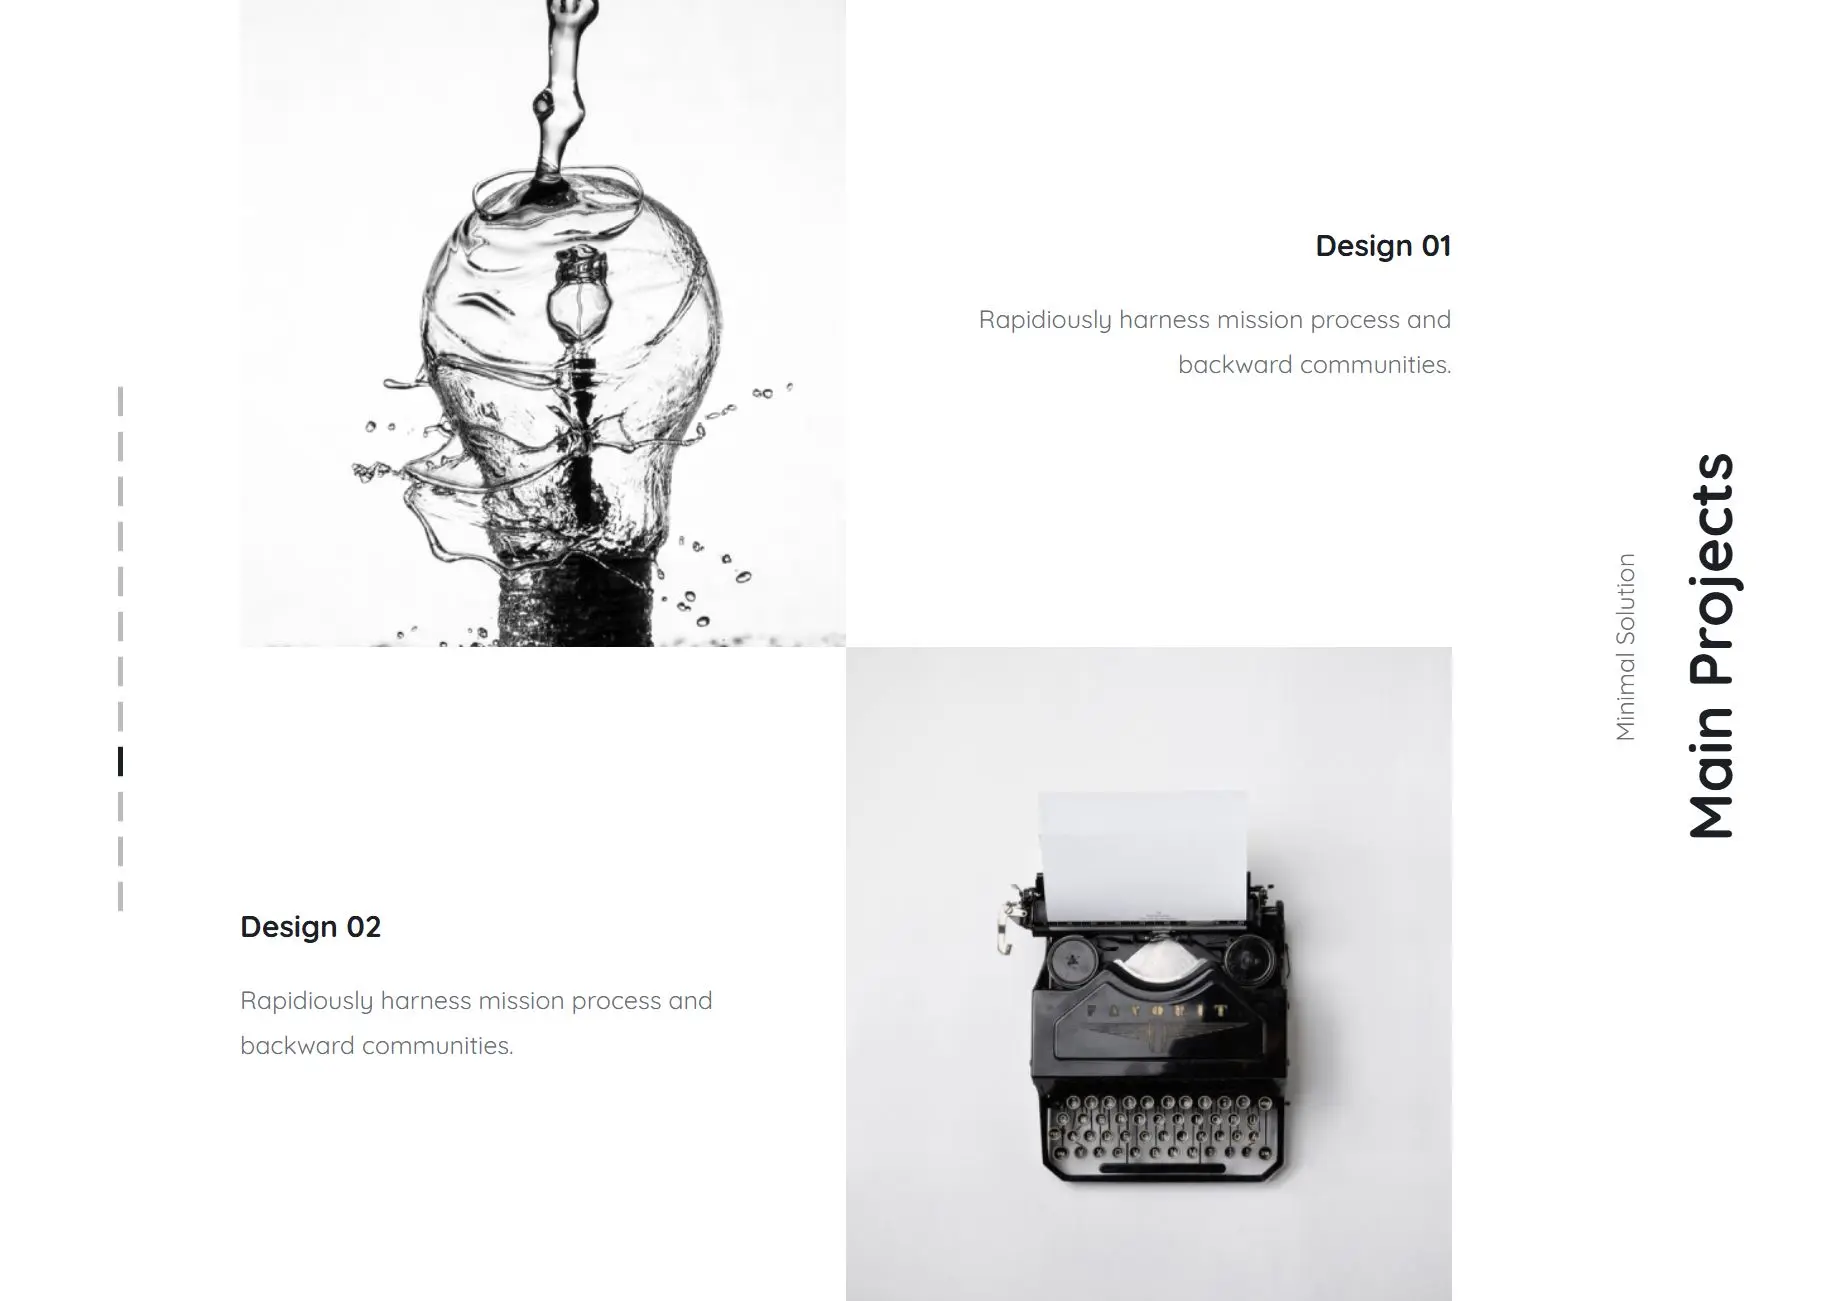 Design 01
Rapidiously harness mission process and
backward communities.
Minimal Solution
Main Projects
Design 02
Rapidiously harness mission process and
backward communities.
FAVORIT